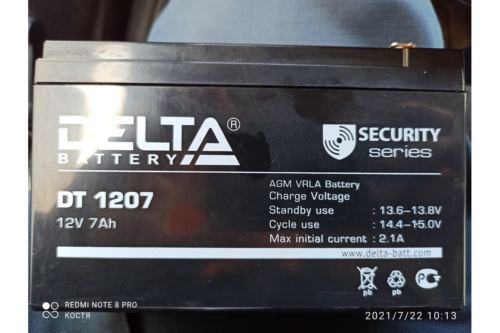 DELTA®
BATTERY
SECURITY
series
DT 1207
12V 7Ah
AGM VRLA Battery
Charge Voltage
Standby use : 13.6-13.8V
Cycle use : 14.4-15.0V
Max initial current : 2.1A
www.delta-batt.com
pb
pb
REDMI NOTE 8 PRO
КОСТЯ
2021/7/22 10:13